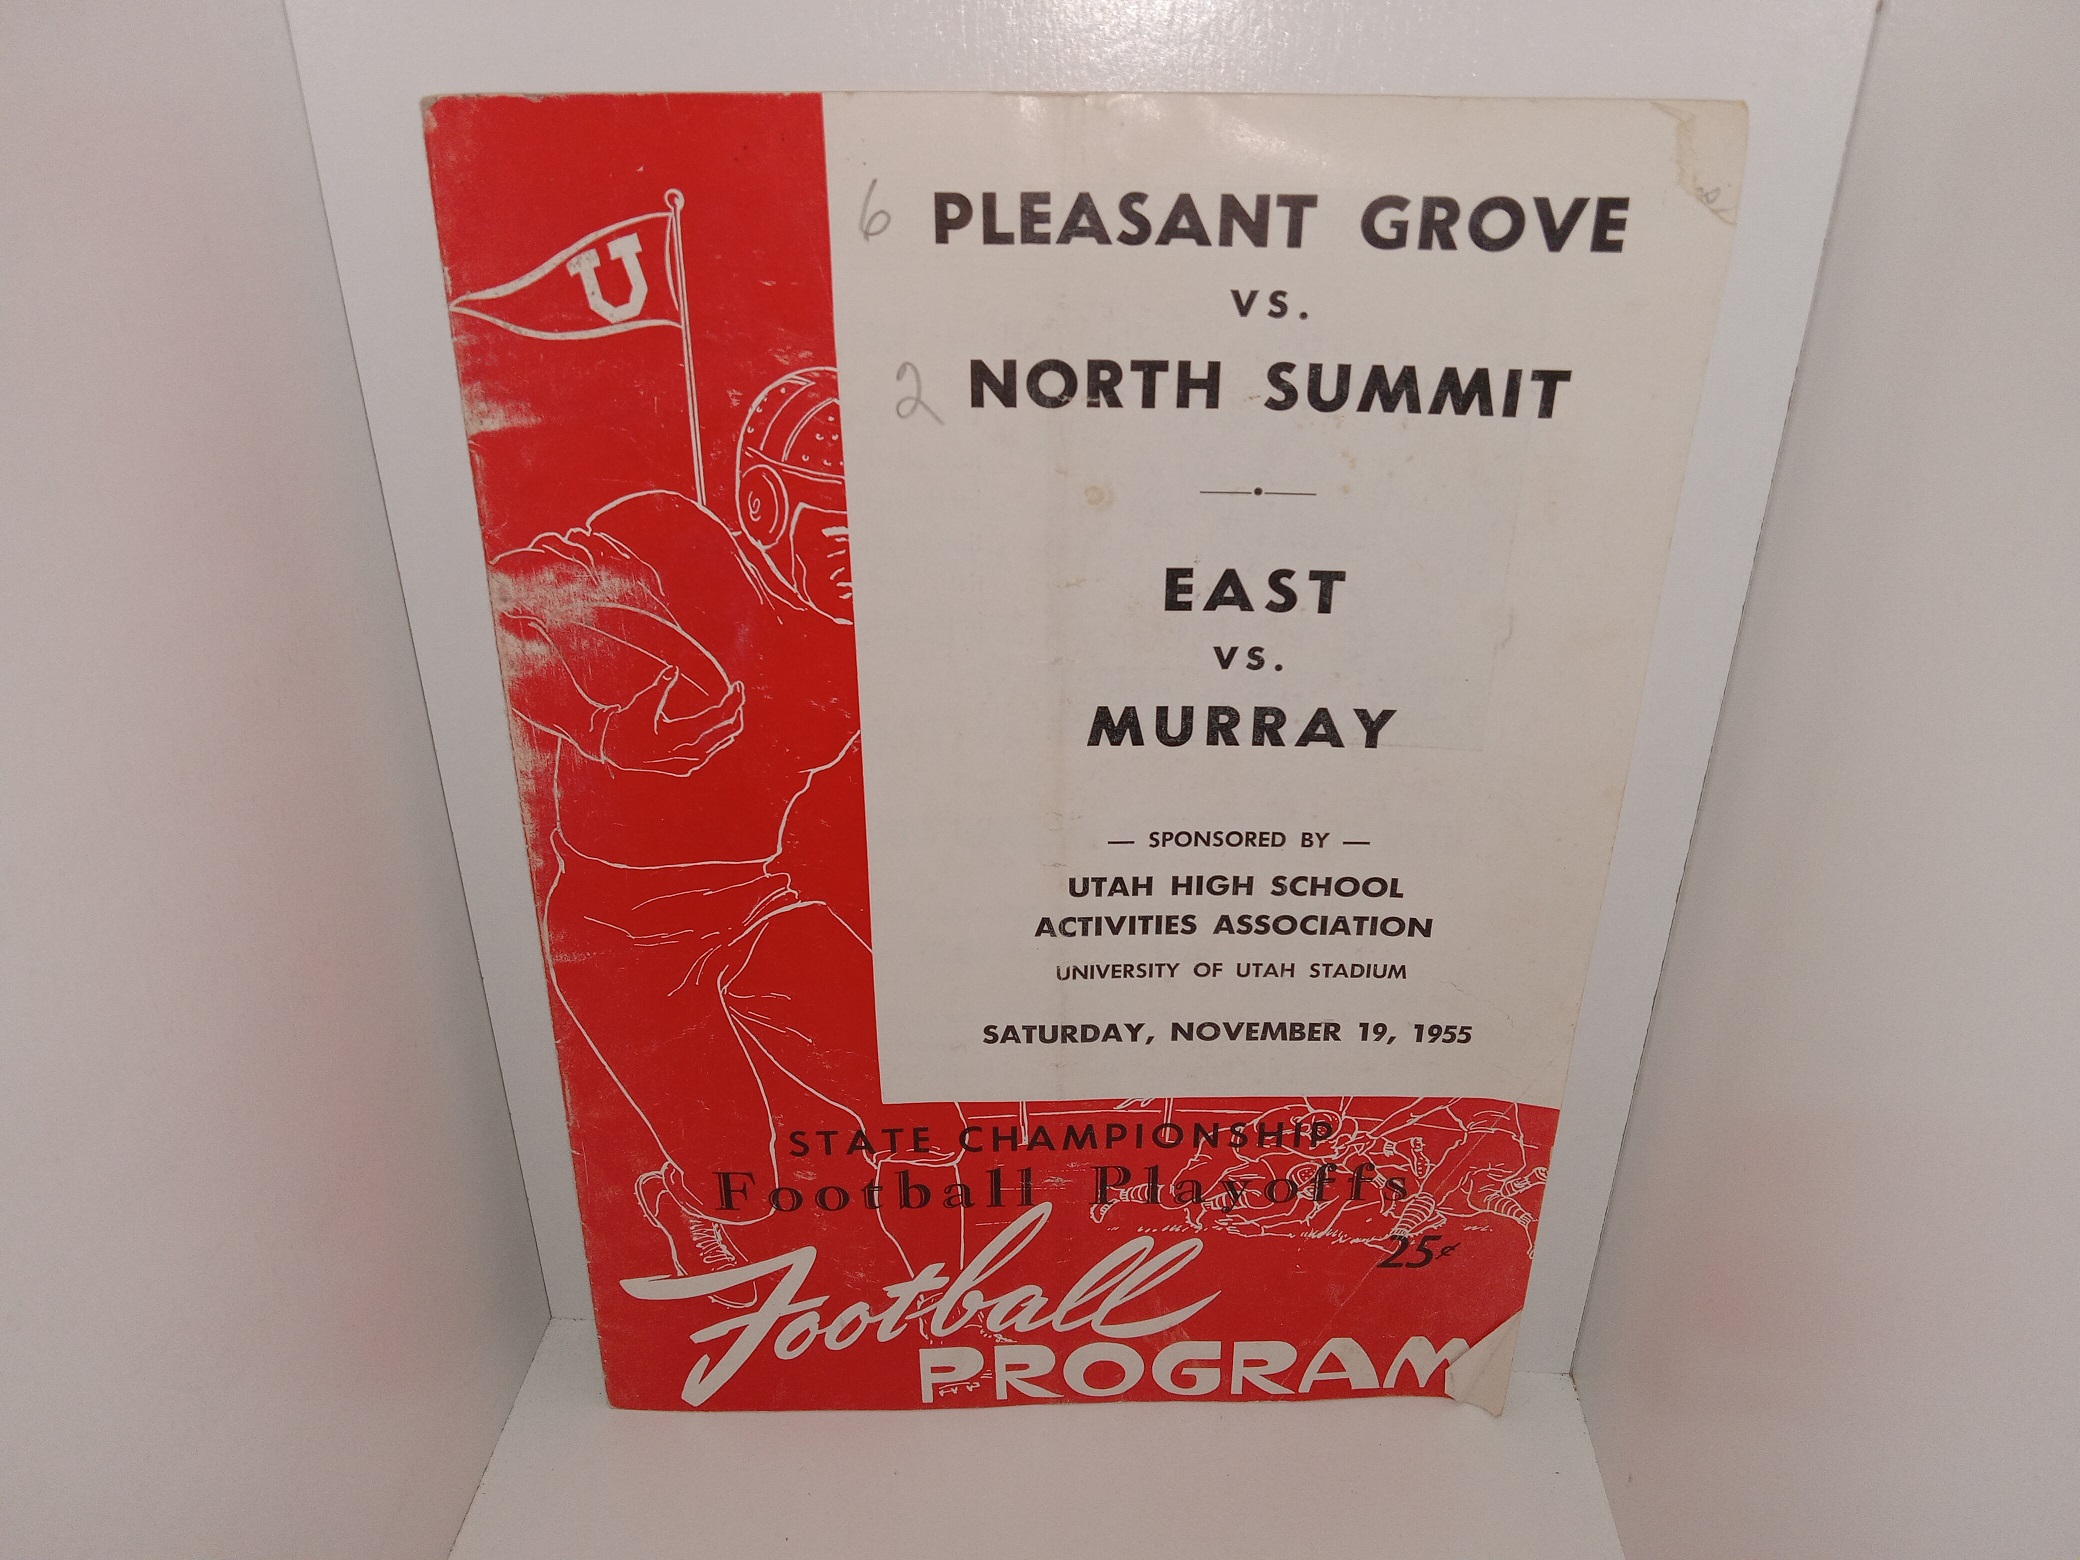 U
6 PLEASANT GROVE
VS.
2 NORTH SUMMIT
EAST
VS.
MURRAY
— SPONSORED BY —
UTAH HIGH SCHOOL
ACTIVITIES ASSOCIATION
UNIVERSITY OF UTAH STADIUM
SATURDAY, NOVEMBER 19, 1955
STATE CHAMPIONSHIP
Football Playoffs
25¢
Football
PROGRAM